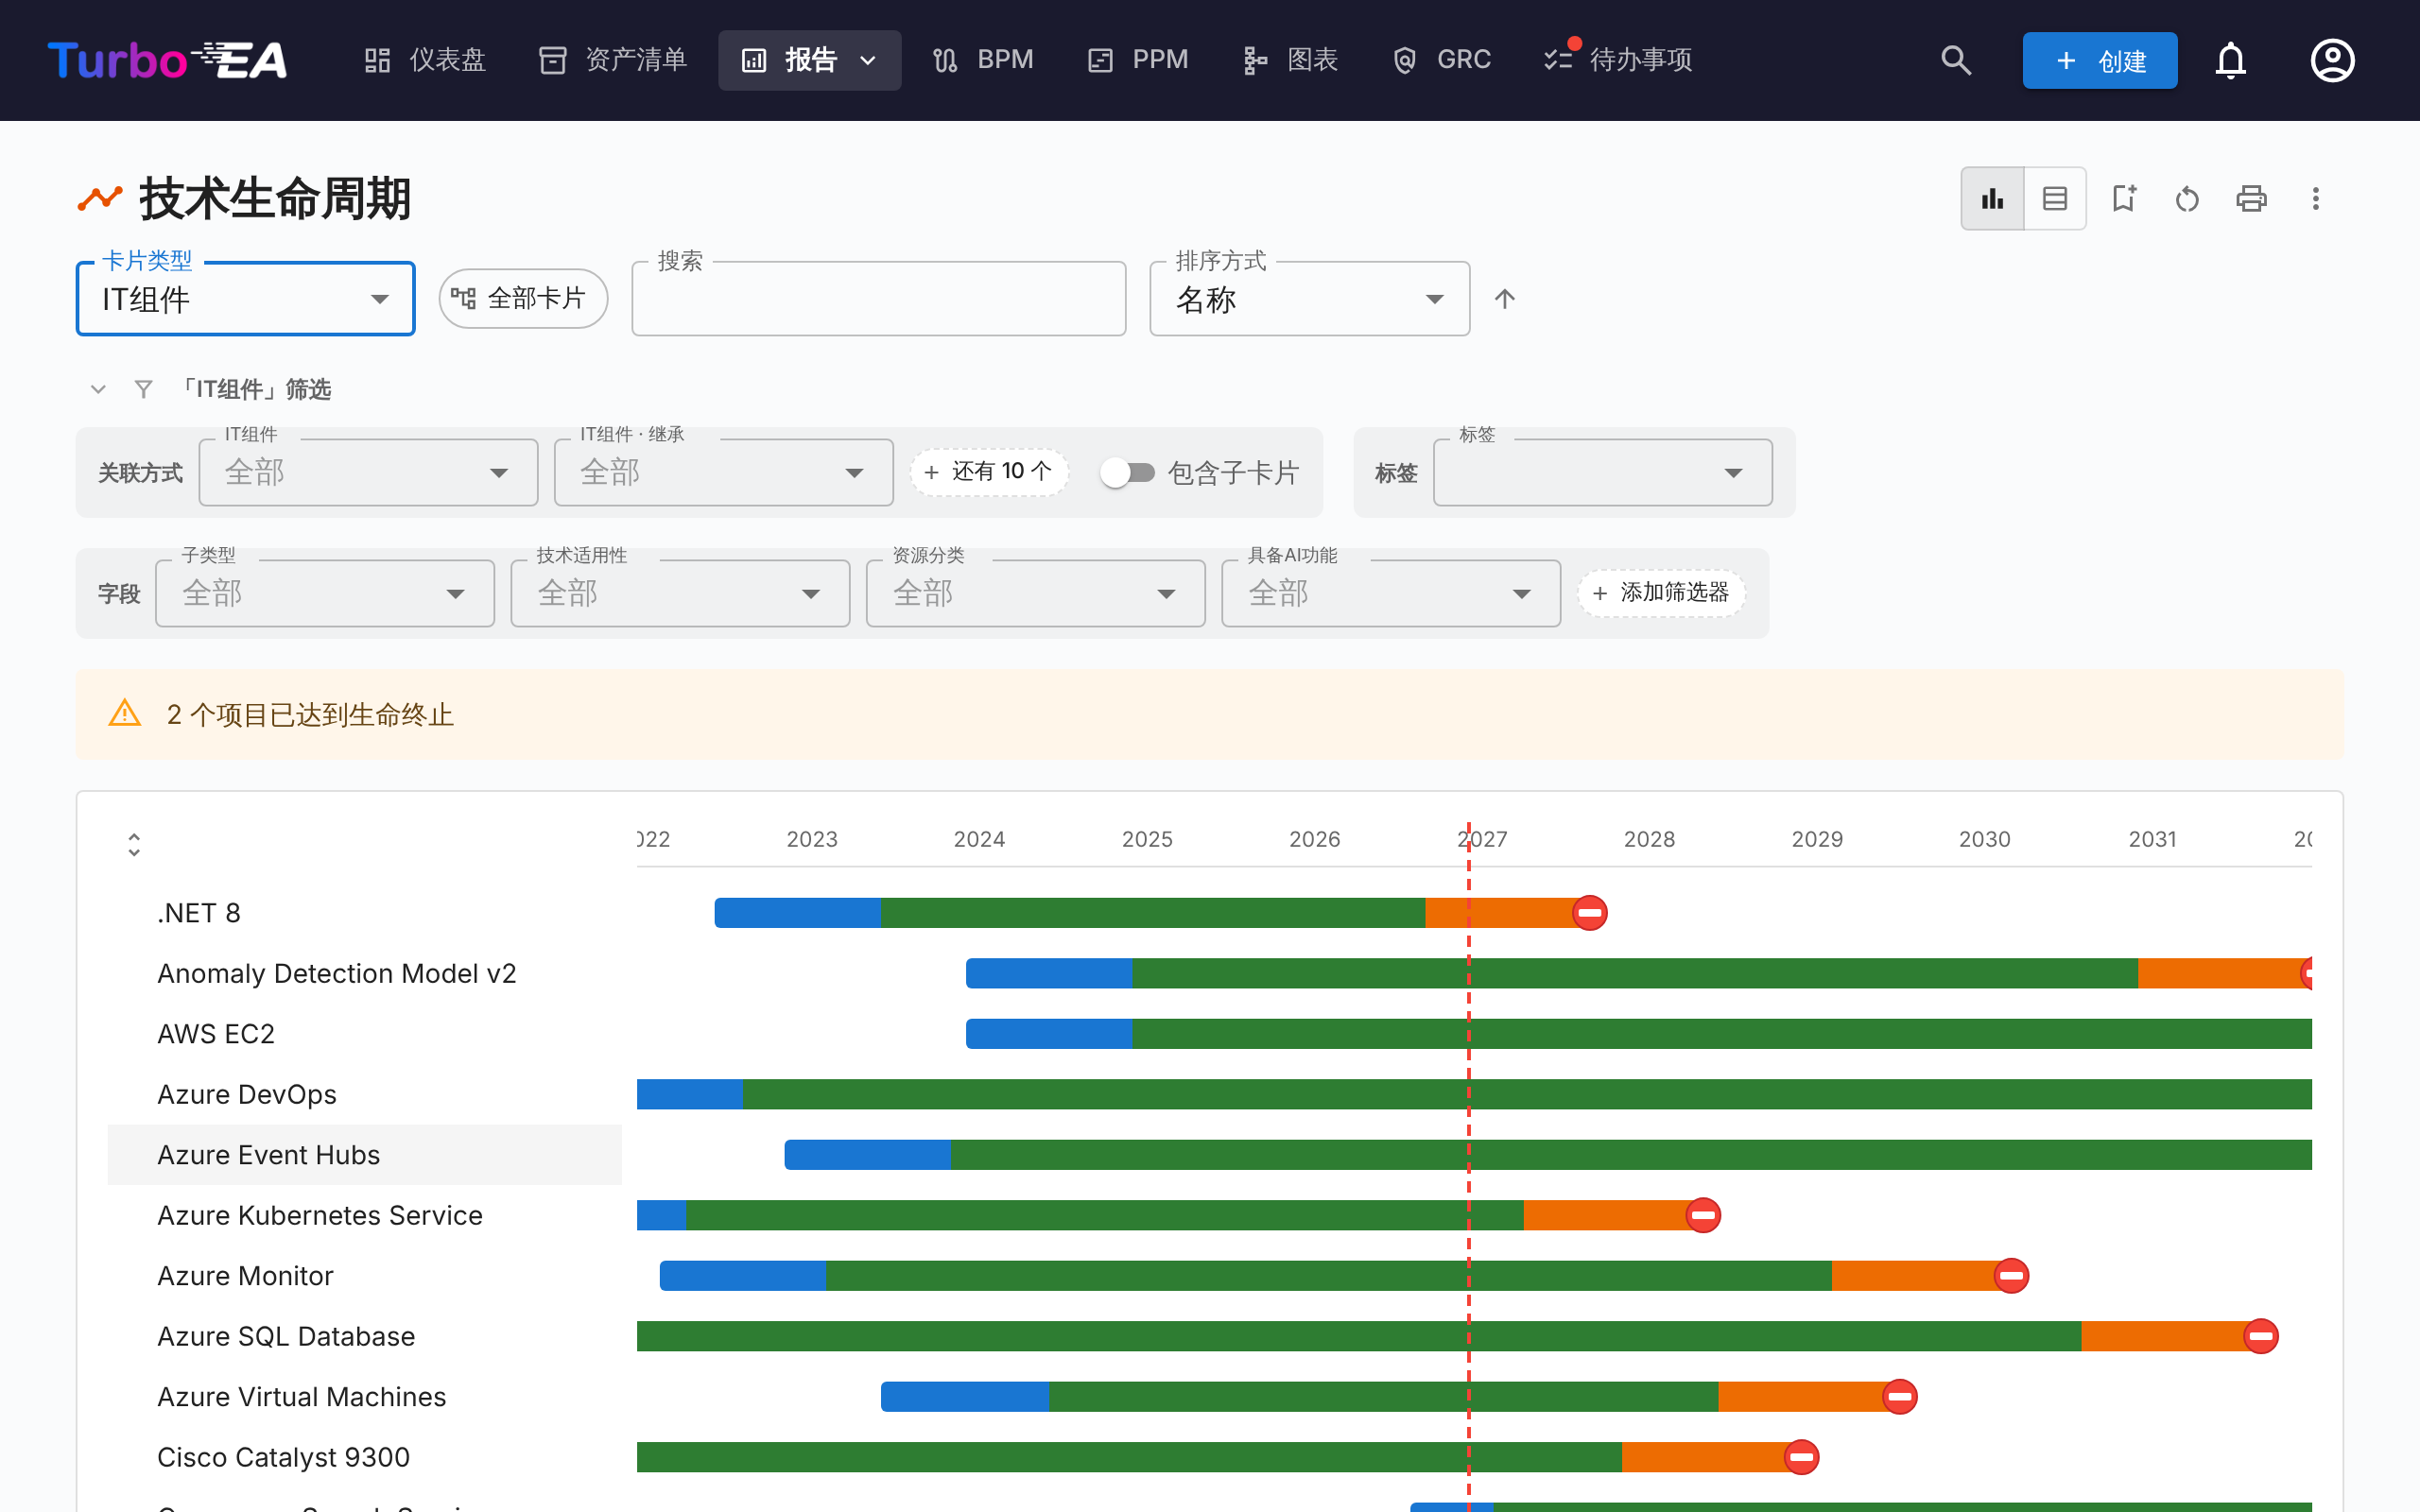 Turbo EA 仪表盘 资产清单 报告 BPM PPM 图表 GRC 待办事项 创建
技术生命周期
卡片类型 搜索 排序方式
IT组件 全部卡片 名称
「IT组件」筛选
IT组件 IT组件 · 继承 标签
关联方式 全部 全部 还有 10 个 包含子卡片 标签
子类型 技术适用性 资源分类 具备AI功能
字段 全部 全部 全部 全部 添加筛选器
2 个项目已达到生命终止
022 2023 2024 2025 2026 2027 2028 2029 2030 2031
.NET 8
Anomaly Detection Model v2
AWS EC2
Azure DevOps
Azure Event Hubs
Azure Kubernetes Service
Azure Monitor
Azure SQL Database
Azure Virtual Machines
Cisco Catalyst 9300